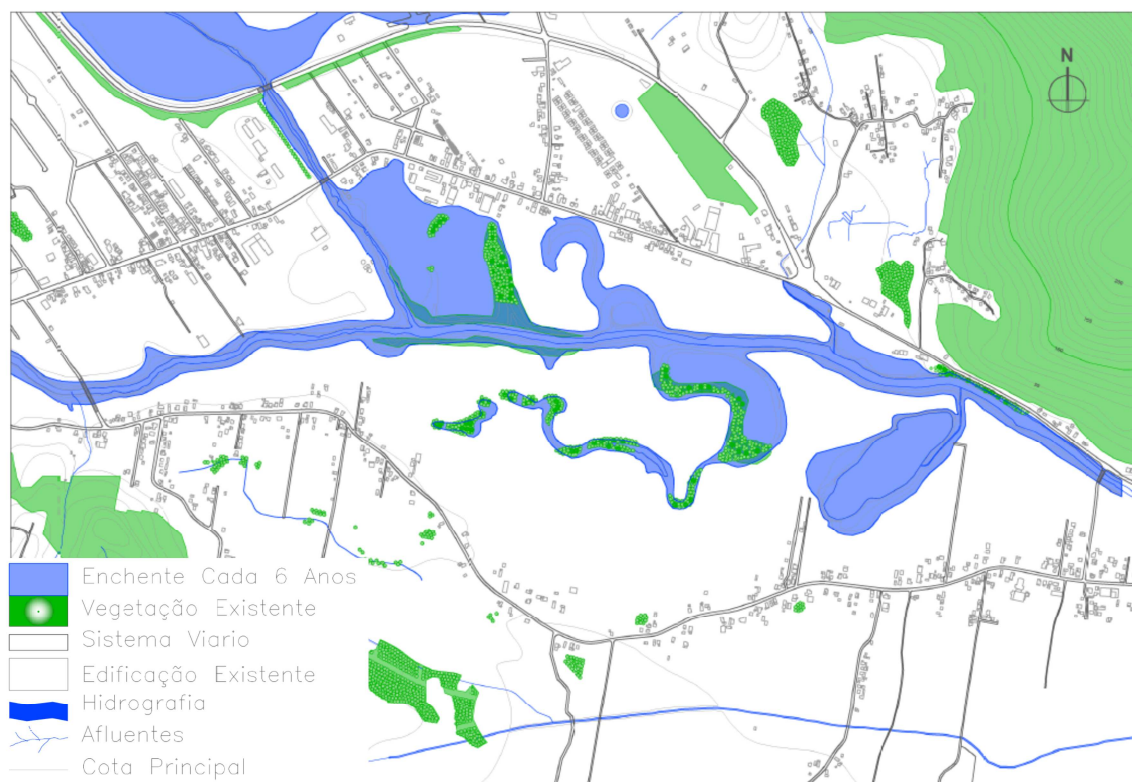 N
Enchente Cada 6 Anos
Vegetação Existente
Sistema Viario
Edificação Existente
Hidrografia
Afluentes
Cota Principal